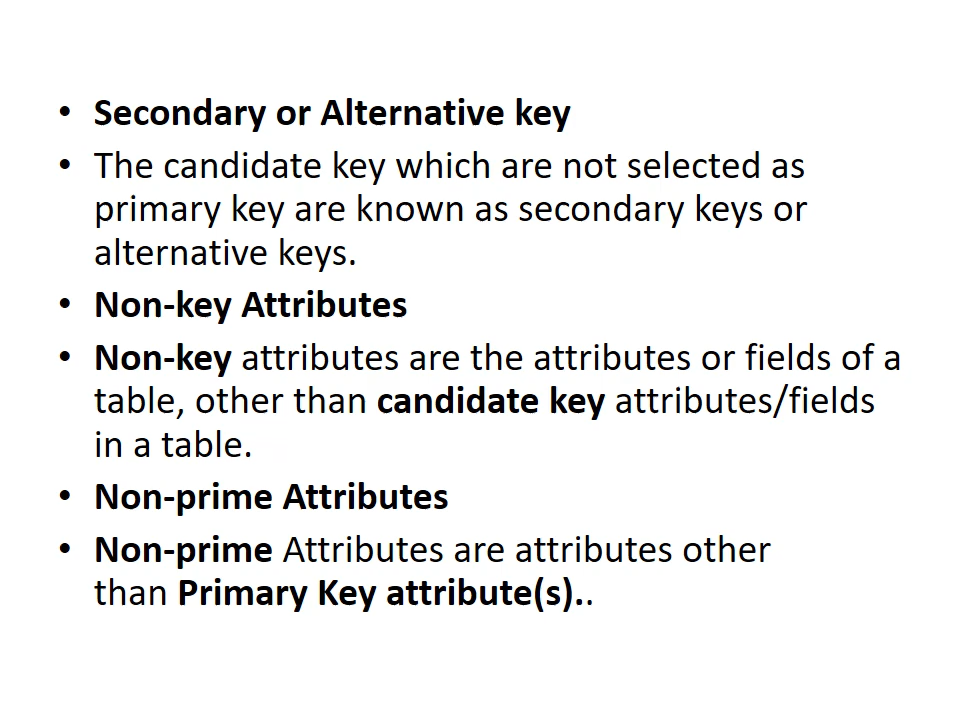 • Secondary or Alternative key
• The candidate key which are not selected as
primary key are known as secondary keys or
alternative keys.
• Non-key Attributes
• Non-key attributes are the attributes or fields of a
table, other than candidate key attributes/fields
in a table.
• Non-prime Attributes
• Non-prime Attributes are attributes other
than Primary Key attribute(s)..